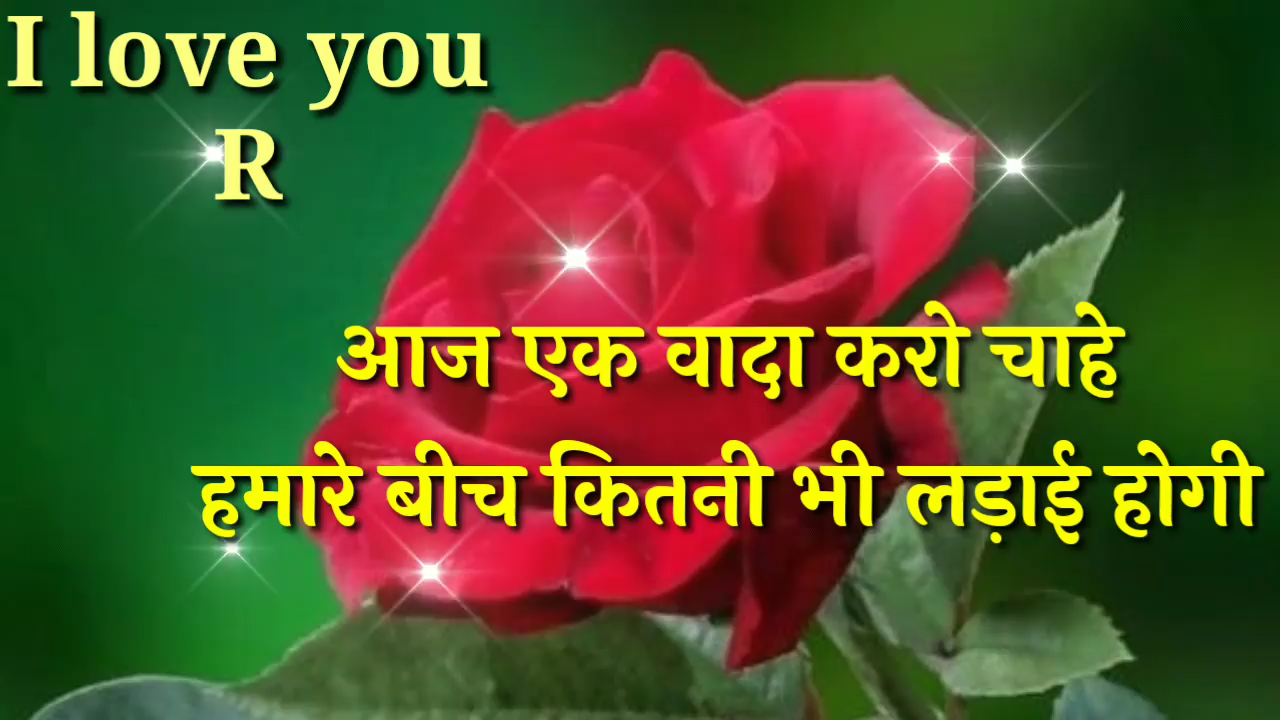 I love you
R
आज एक वादा करो चाहे
हमारे बीच कितनी भी लड़ाई होगी